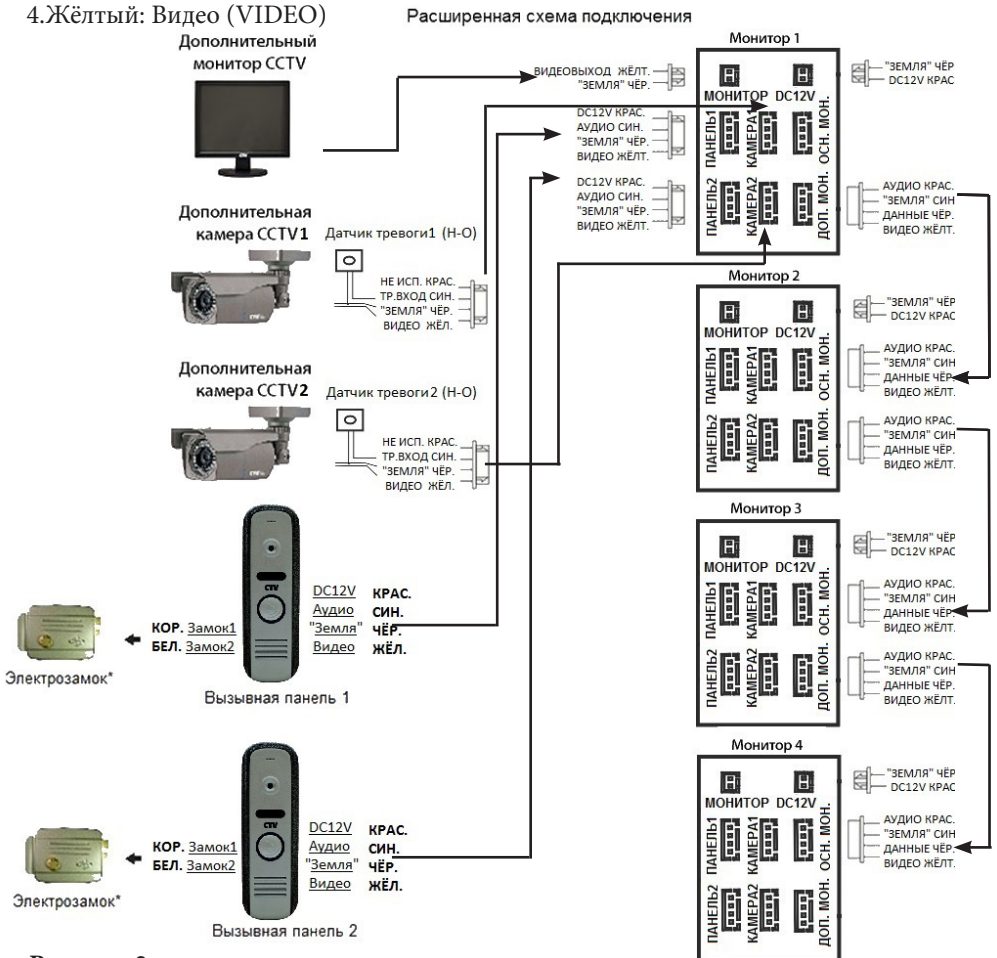 4.Жёлтый: Видео (VIDEO)
Расширенная схема подключения
Дополнительный
монитор CCTV
ВИДЕОВЫХОД ЖЁЛТ.
"ЗЕМЛЯ" ЧЁР.
DC12V КРАС.
АУДИО СИН.
"ЗЕМЛЯ" ЧЁР.
ВИДЕО ЖЁЛТ.
DC12V КРАС.
АУДИО СИН.
"ЗЕМЛЯ" ЧЁР.
ВИДЕО ЖЁЛТ.
Монитор 1
МОНИТОР DC12V
ПАНЕЛЬ1
КАМЕРА1
ОСН. МОН.
ПАНЕЛЬ2
КАМЕРА2
ДОП. МОН.
"ЗЕМЛЯ" ЧЁР
DC12V КРАС
АУДИО КРАС.
"ЗЕМЛЯ" СИН
ДАННЫЕ ЧЁР.
ВИДЕО ЖЁЛТ.
Дополнительная
камера CCTV1
Датчик тревоги1 (Н-О)
НЕ ИСП. КРАС.
ТР.ВХОД СИН.
"ЗЕМЛЯ" ЧЁР.
ВИДЕО ЖЁЛ.
Монитор 2
МОНИТОР DC12V
ПАНЕЛЬ1
КАМЕРА1
ОСН. МОН.
ПАНЕЛЬ2
КАМЕРА2
ДОП. МОН.
"ЗЕМЛЯ" ЧЁР
DC12V КРАС
АУДИО КРАС.
"ЗЕМЛЯ" СИН
ДАННЫЕ ЧЁР.
ВИДЕО ЖЁЛТ.
АУДИО КРАС.
"ЗЕМЛЯ" СИН
ДАННЫЕ ЧЁР.
ВИДЕО ЖЁЛТ.
Дополнительная
камера CCTV2
Датчик тревоги2 (Н-О)
НЕ ИСП. КРАС.
ТР.ВХОД СИН.
"ЗЕМЛЯ" ЧЁР.
ВИДЕО ЖЁЛ.
Монитор 3
МОНИТОР DC12V
ПАНЕЛЬ1
КАМЕРА1
ОСН. МОН.
ПАНЕЛЬ2
КАМЕРА2
ДОП. МОН.
"ЗЕМЛЯ" ЧЁР
DC12V КРАС
АУДИО КРАС.
"ЗЕМЛЯ" СИН
ДАННЫЕ ЧЁР
ВИДЕО ЖЁЛТ.
АУДИО КРАС.
"ЗЕМЛЯ" СИН
ДАННЫЕ ЧЁР.
ВИДЕО ЖЁЛТ.
CTV
DC12V КРАС.
Аудио СИН.
"Земля" ЧЁР.
Видео ЖЁЛ.
КОР. Замок1
БЕЛ. Замок2
Электрозамок*
Вызывная панель 1
Монитор 4
МОНИТОР DC12V
ПАНЕЛЬ1
КАМЕРА1
ОСН. МОН.
ПАНЕЛЬ2
КАМЕРА2
ДОП. МОН.
"ЗЕМЛЯ" ЧЁР
DC12V КРАС
АУДИО КРАС.
"ЗЕМЛЯ" СИН
ДАННЫЕ ЧЁР.
ВИДЕО ЖЁЛТ.
CTV
DC12V КРАС.
Аудио СИН.
"Земля" ЧЁР.
Видео ЖЁЛ.
КОР. Замок1
БЕЛ. Замок2
Электрозамок*
Вызывная панель 2